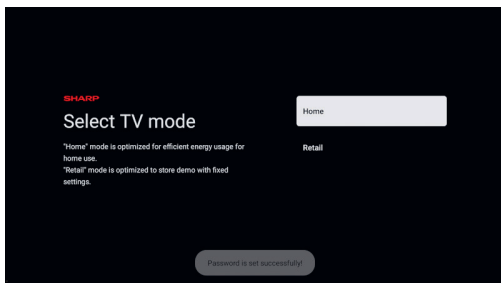 SHARP
Select TV mode
"Home" mode is optimized for efficient energy usage for
home use.
"Retail" mode is optimized to store demo with fixed
settings.
Home
Retail
Password is set successfully!